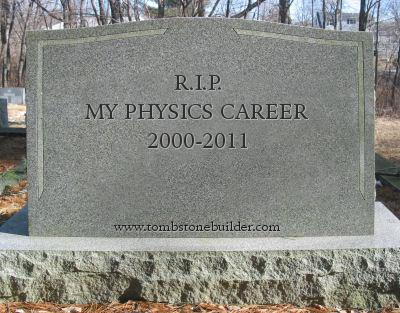 R.I.P.
MY PHYSICS CAREER
2000-2011
www.tombstonebuilder.com